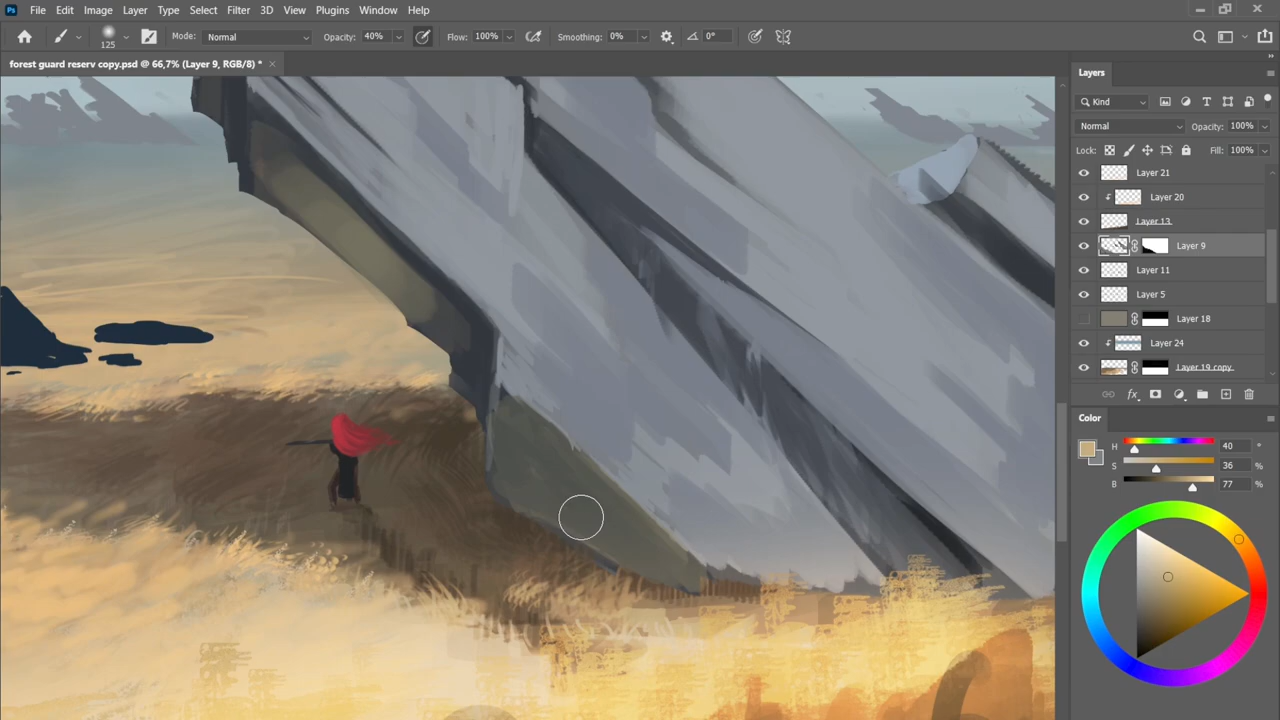 Ps File Edit Image Layer Type Select Filter 3D View Plugins Window Help
125 Mode: Normal Opacity: 40% Flow: 100% Smoothing: 0% 0°
forest guard reserv copy.psd @ 66,7% (Layer 9, RGB/8) * ×
Layers
Kind
Normal Opacity: 100%
Lock: Fill: 100%
Layer 21
Layer 20
Layer 13
Layer 9
Layer 11
Layer 5
Layer 18
Layer 24
Layer 19 copy
fx
Color
H 40 °
S 36 %
B 77 %